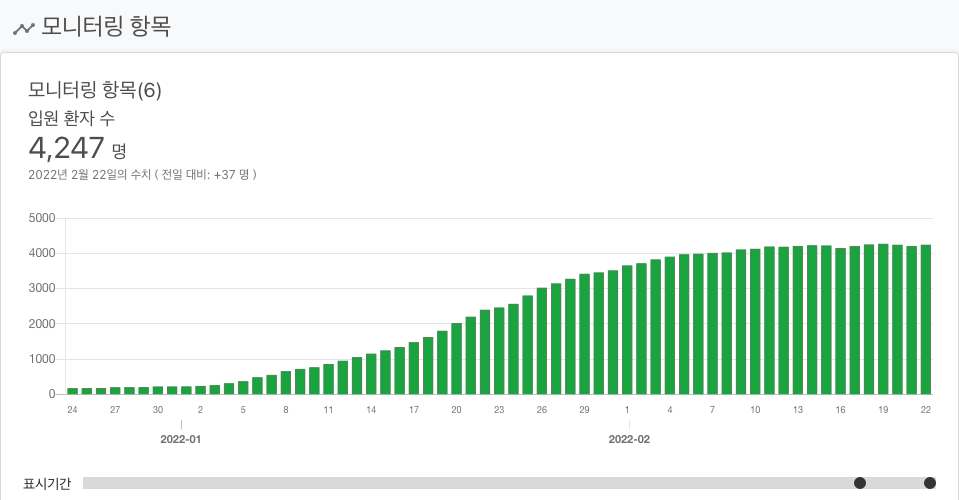 모니터링 항목
모니터링 항목(6)
입원 환자 수
4,247 명
2022년 2월 22일의 수치 ( 전일 대비: +37 명 )
5000
4000
3000
2000
1000
0
24 27 30 2 5 8 11 14 17 20 23 26 29 1 4 7 10 13 16 19 22
2022-01 2022-02
표시기간